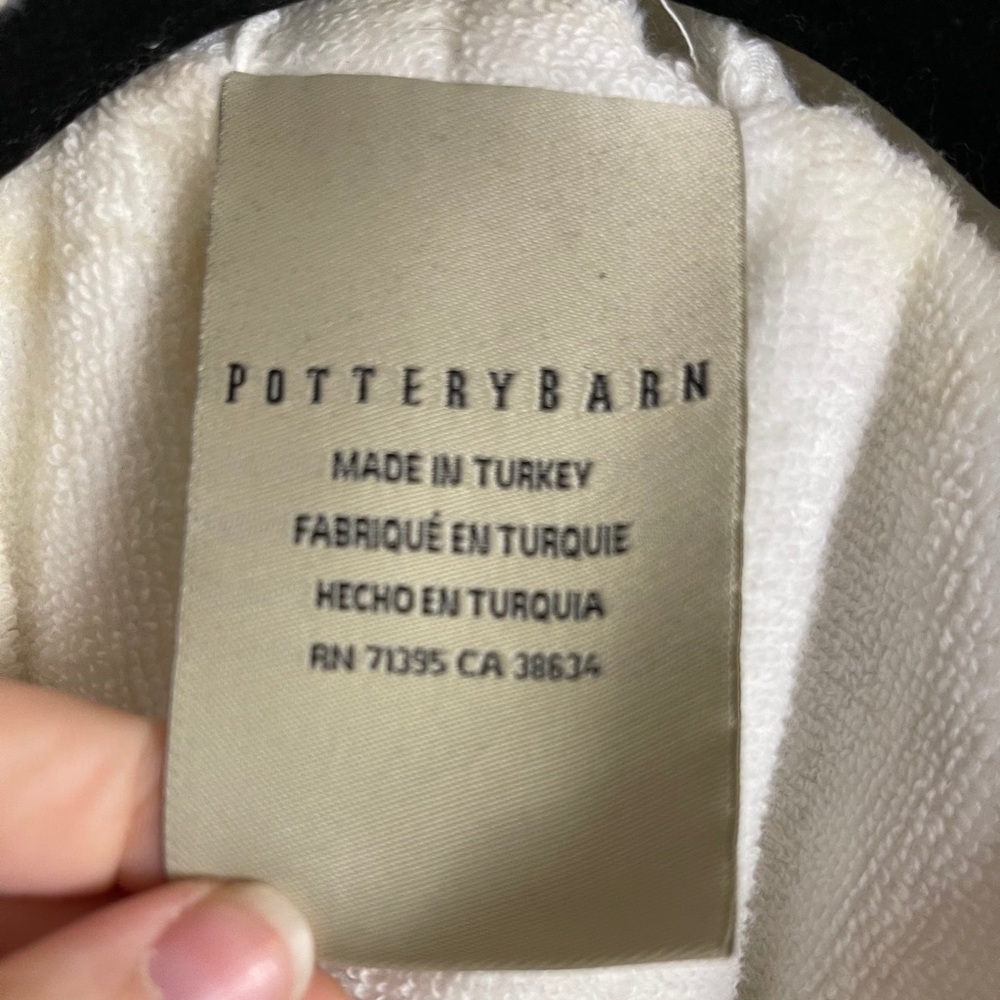 POTTERYBARN
MADE IN TURKEY
FABRIQUÉ EN TURQUIE
HECHO EN TURQUIA
RN 71395 CA 38634